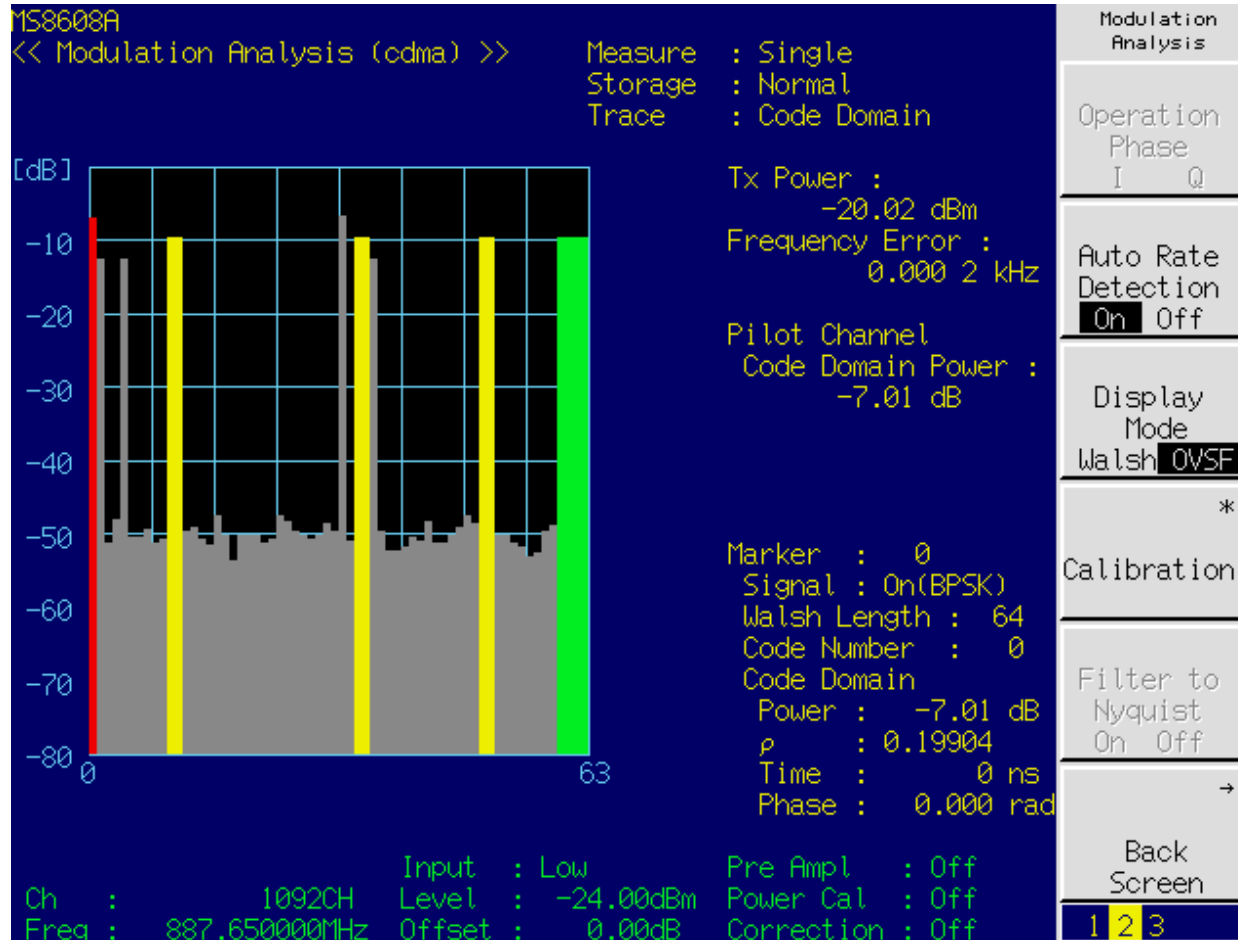 MS8608A
<< Modulation Analysis (cdma) >>
Measure : Single
Storage : Normal
Trace : Code Domain
[dB]
-10
-20
-30
-40
-50
-60
-70
-80
0
63
Tx Power :
-20.02 dBm
Frequency Error :
0.000 2 kHz
Pilot Channel
Code Domain Power :
-7.01 dB
Marker : 0
Signal : On(BPSK)
Walsh Length : 64
Code Number : 0
Code Domain
Power : -7.01 dB
ρ : 0.19904
Time : 0 ns
Phase : 0.000 rad
Input : Low
Pre Ampl : Off
Ch : 1092CH
Level : -24.00dBm
Power Cal : Off
Freq : 887.650000MHz
Offset : 0.00dB
Correction : Off
Modulation
Analysis
Operation
Phase
I Q
Auto Rate
Detection
On Off
Display
Mode
Walsh OVSF
*
Calibration
Filter to
Nyquist
On Off
→
Back
Screen
1 2 3